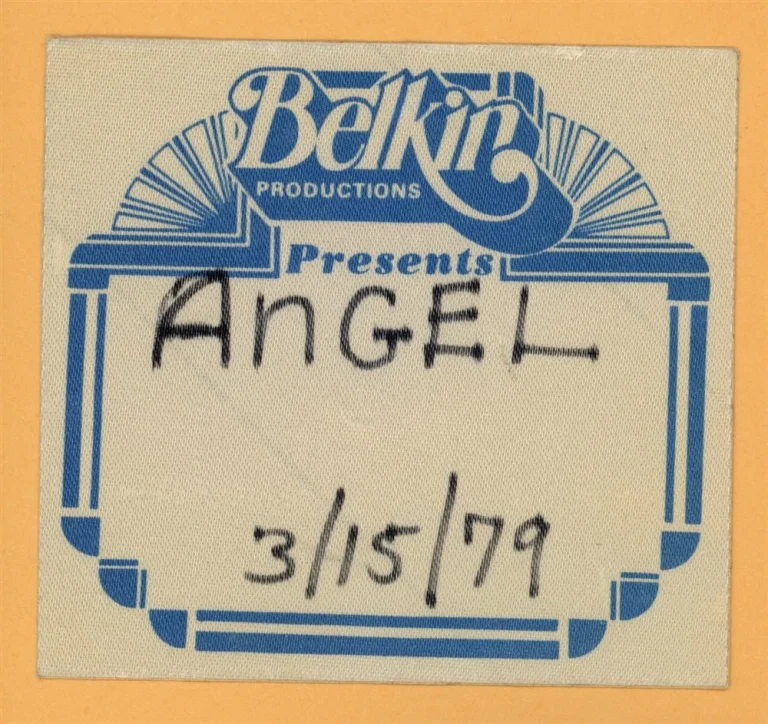 Belkin
PRODUCTIONS
Presents
AnGEL
3/15/79